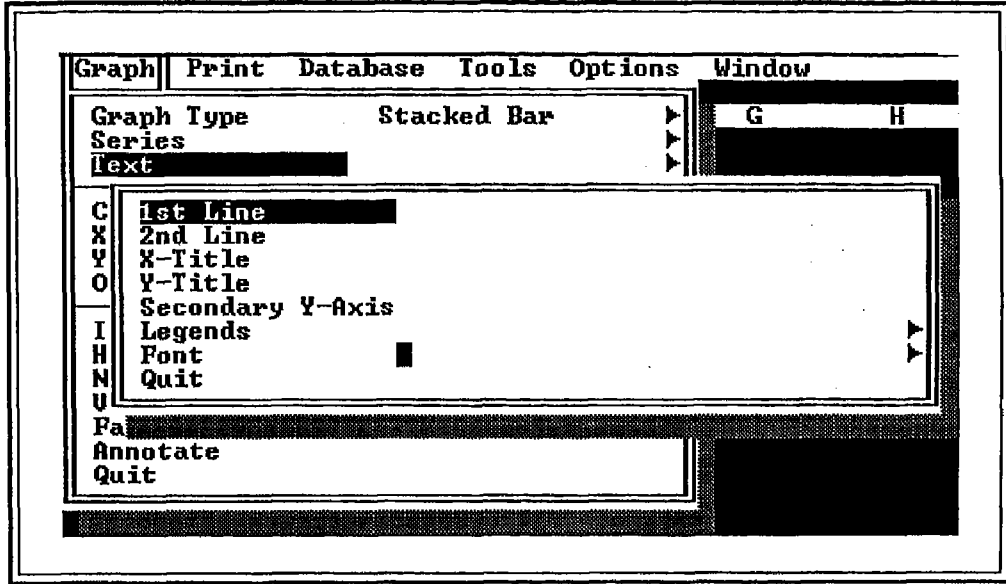 Graph Print Database Tools Options Window
Graph Type Stacked Bar
G H
Series
Text
C
1st Line
X
2nd Line
Y
X-Title
O
Y-Title
Secondary Y-Axis
I
Legends
H
Font
N
Quit
V
Fa
Annotate
Quit